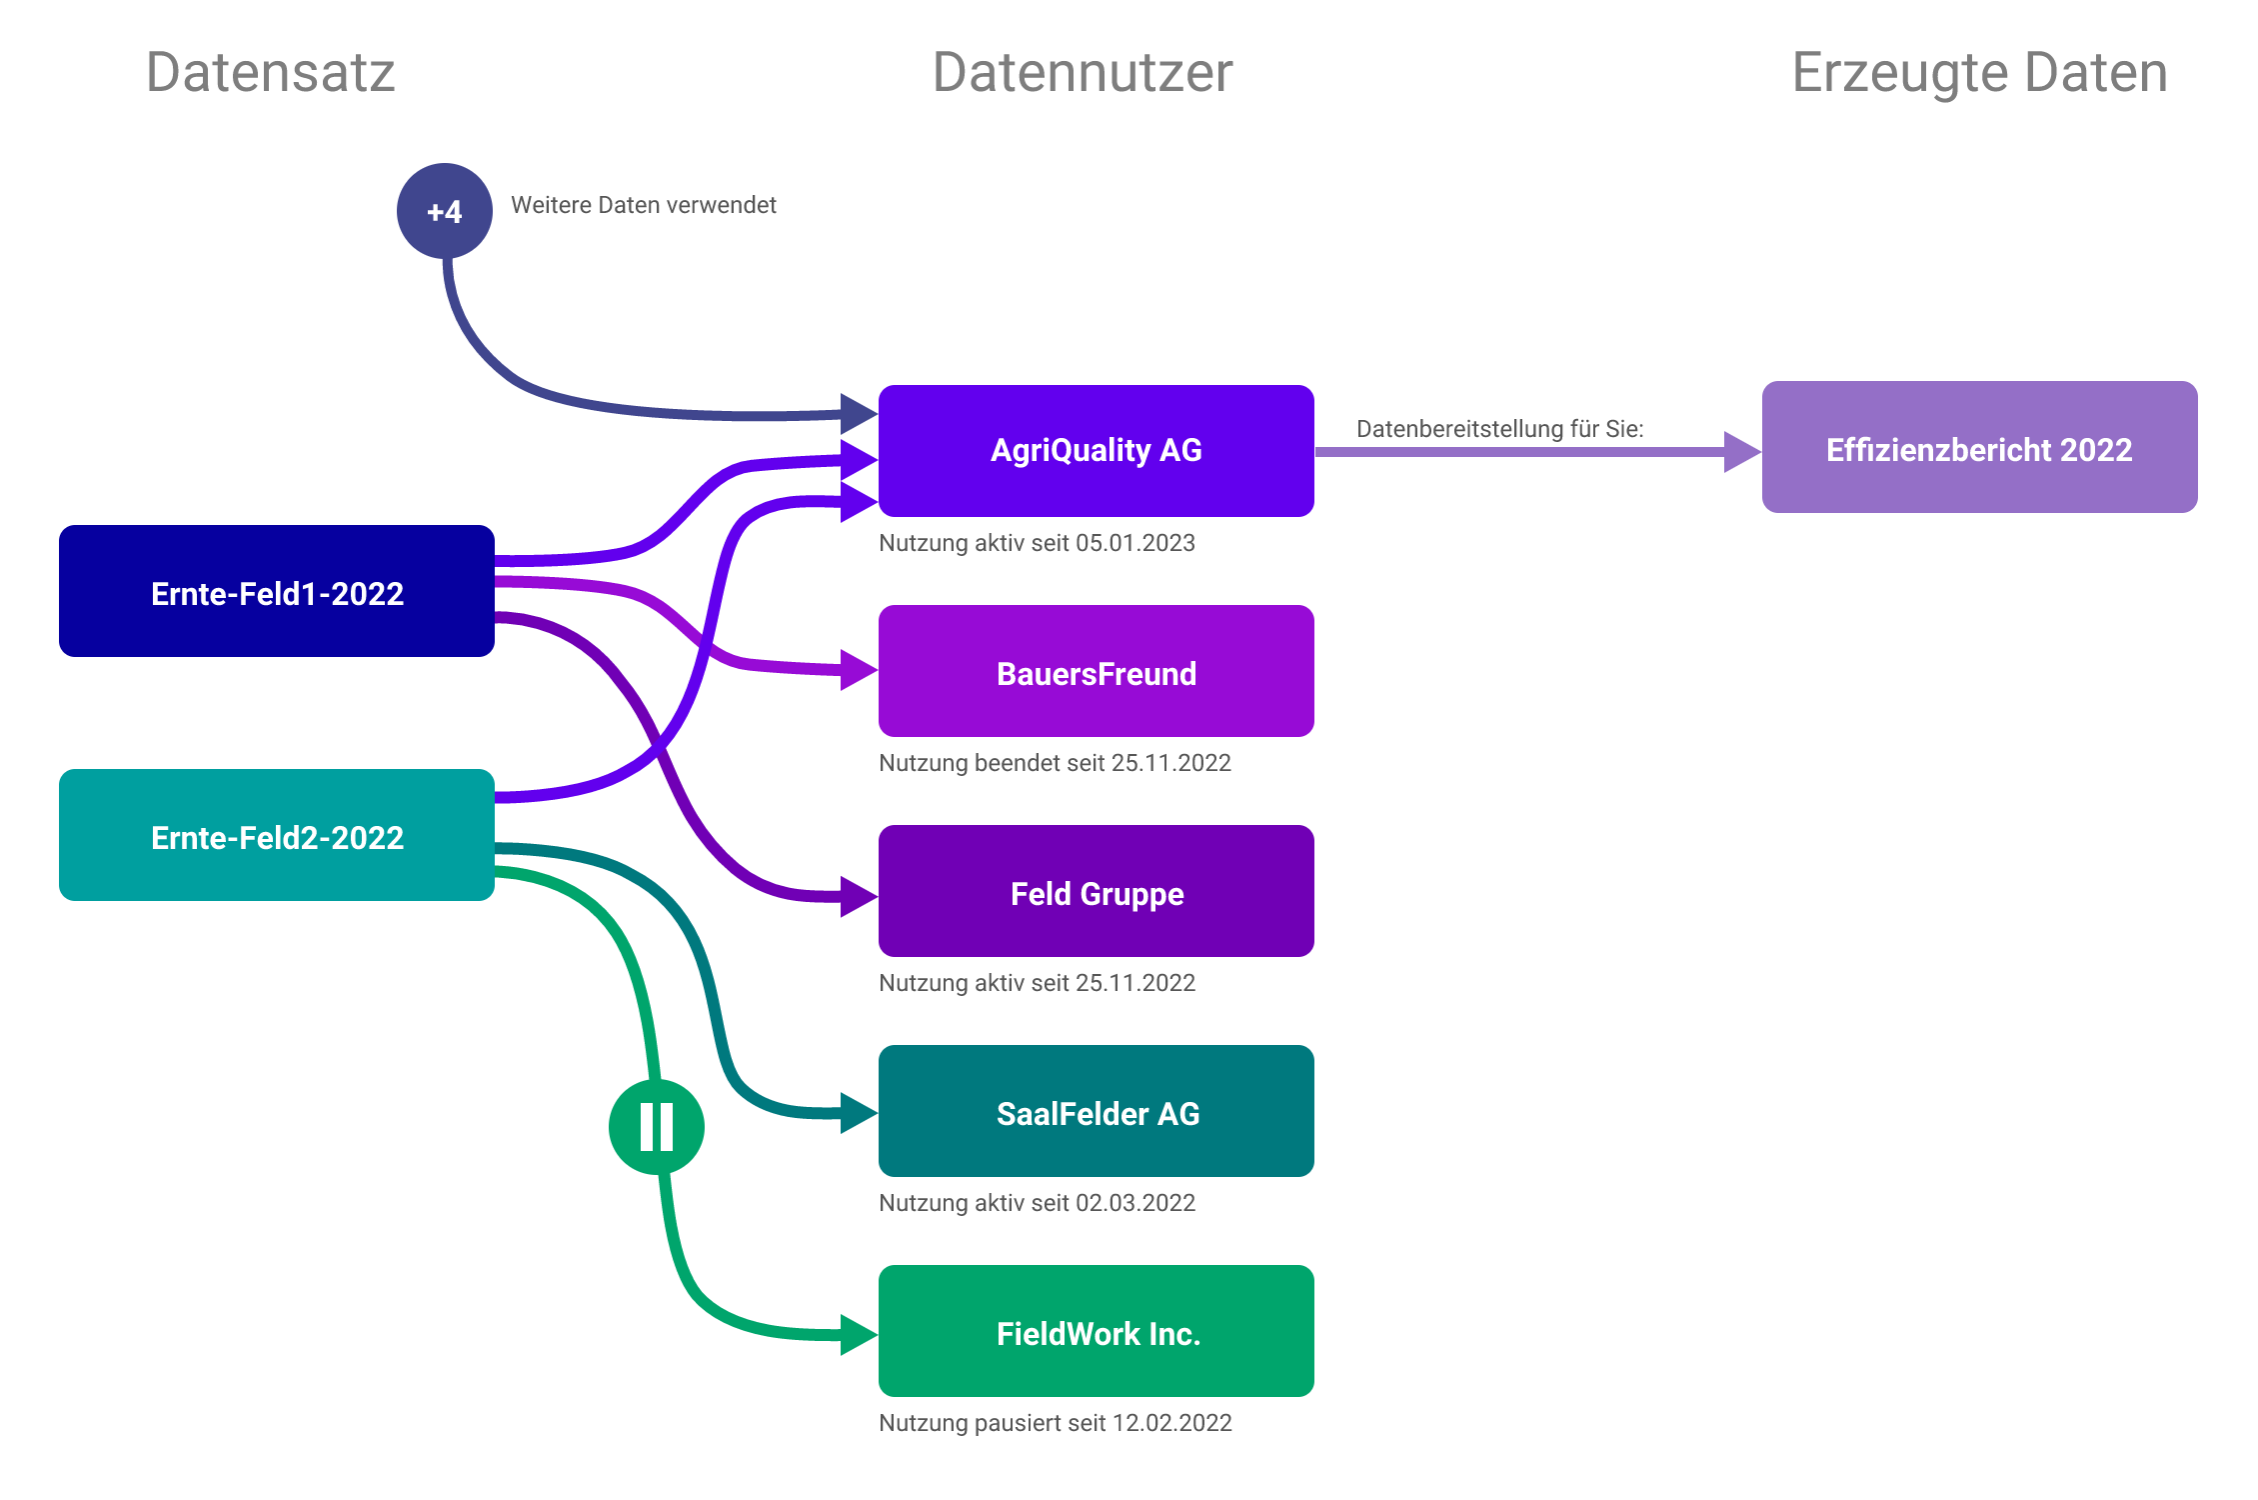 Datensatz
Datennutzer
Erzeugte Daten
+4
Weitere Daten verwendet
AgriQuality AG
Nutzung aktiv seit 05.01.2023
Datenbereitstellung für Sie:
Effizienzbericht 2022
Ernte-Feld1-2022
BauersFreund
Nutzung beendet seit 25.11.2022
Ernte-Feld2-2022
Feld Gruppe
Nutzung aktiv seit 25.11.2022
SaalFelder AG
Nutzung aktiv seit 02.03.2022
FieldWork Inc.
Nutzung pausiert seit 12.02.2022